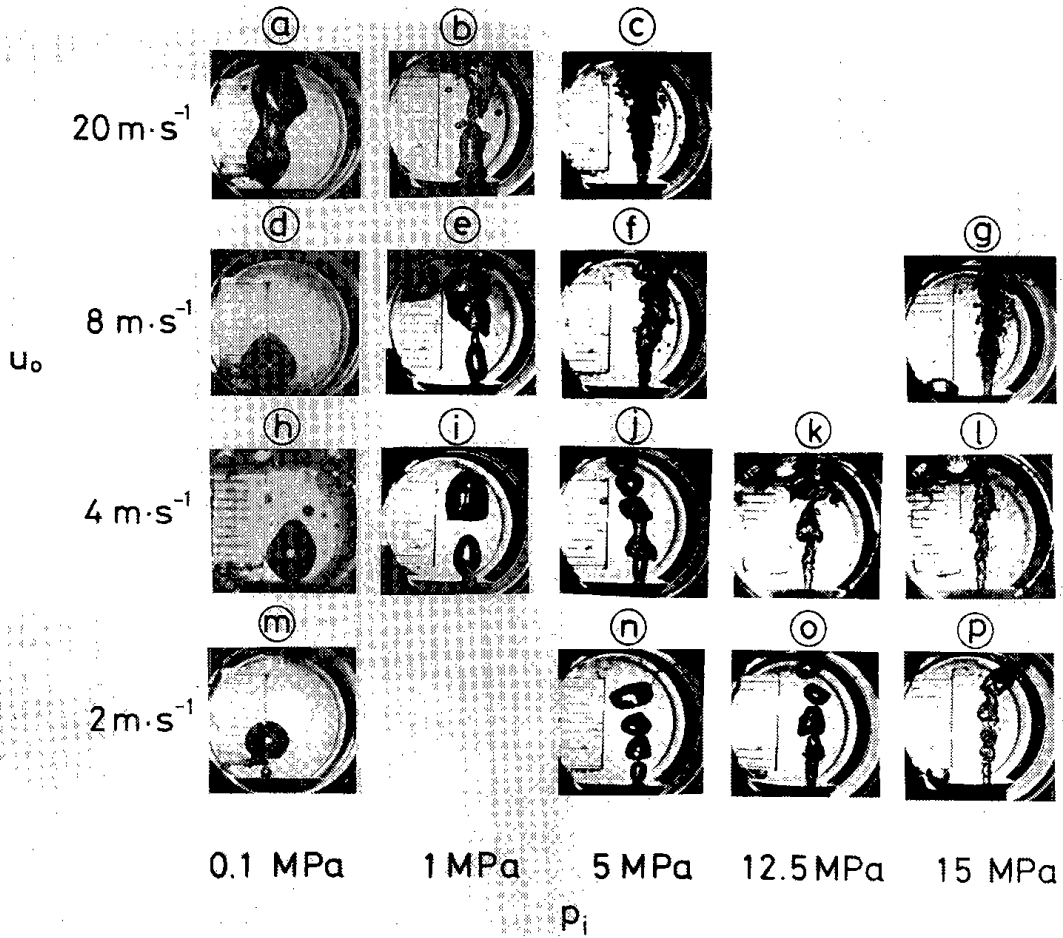 a b c
20 m·s⁻¹
d e f g
8 m·s⁻¹
u₀
h i j k l
4 m·s⁻¹
m n o p
2 m·s⁻¹
0.1 MPa 1 MPa 5 MPa 12.5 MPa 15 MPa
pᵢ